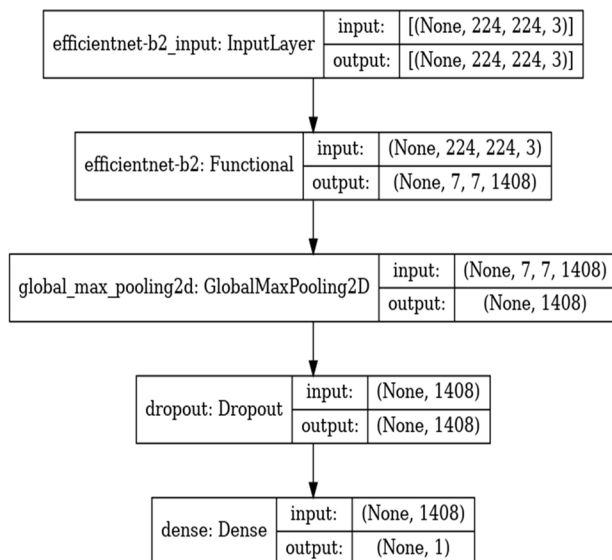 efficientnet-b2_input: InputLayer
input: [(None, 224, 224, 3)]
output: [(None, 224, 224, 3)]
efficientnet-b2: Functional
input: (None, 224, 224, 3)
output: (None, 7, 7, 1408)
global_max_pooling2d: GlobalMaxPooling2D
input: (None, 7, 7, 1408)
output: (None, 1408)
dropout: Dropout
input: (None, 1408)
output: (None, 1408)
dense: Dense
input: (None, 1408)
output: (None, 1)